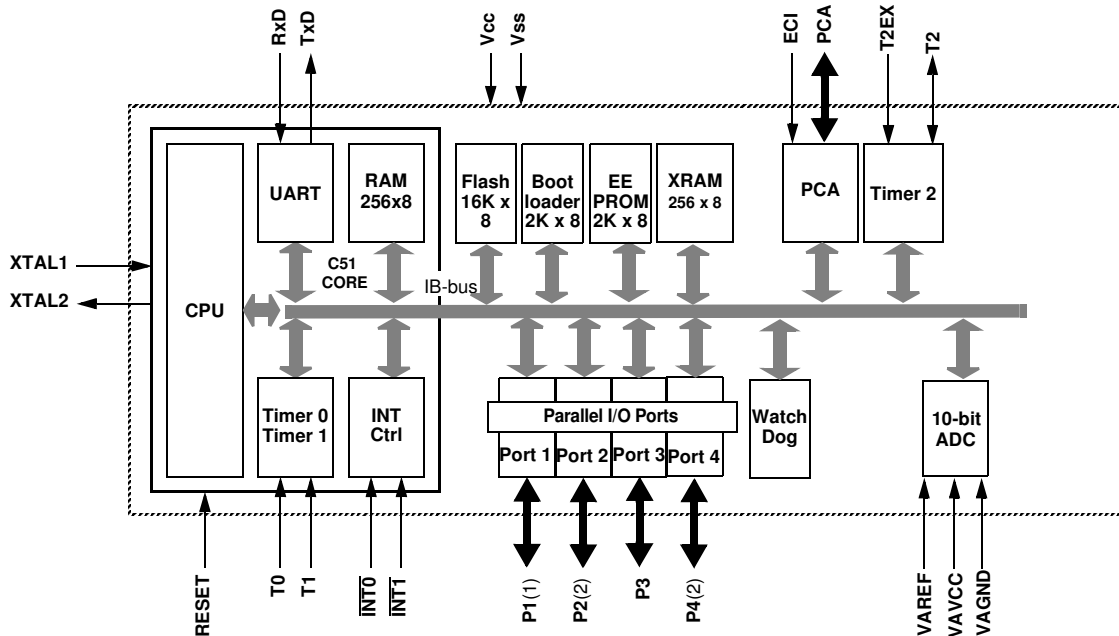 RxD
TxD
Vcc
Vss
ECI
PCA
T2EX
T2
UART
RAM
256x8
Flash
16K x
8
Boot
loader
2K x 8
EE
PROM
2K x 8
XRAM
256 x 8
PCA
Timer 2
XTAL1
XTAL2
CPU
C51
CORE
IB-bus
Timer 0
Timer 1
INT
Ctrl
Parallel I/O Ports
Port 1
Port 2
Port 3
Port 4
Watch
Dog
10-bit
ADC
RESET
T0
T1
INT0
INT1
P1(1)
P2(2)
P3
P4(2)
VAREF
VAVCC
VAGND